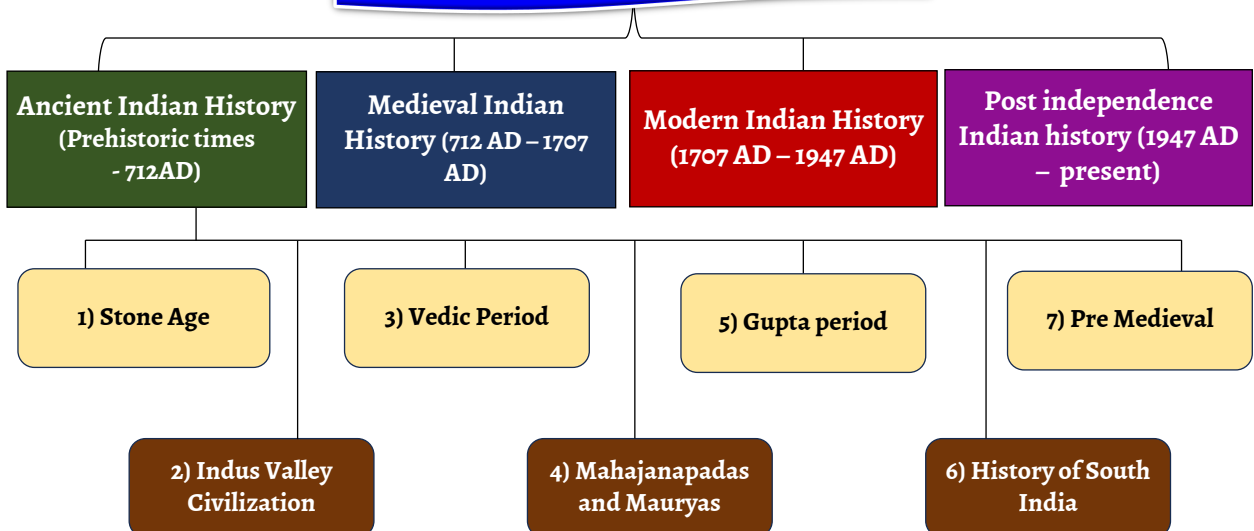 Ancient Indian History
(Prehistoric times
- 712AD)
Medieval Indian
History (712 AD – 1707
AD)
Modern Indian History
(1707 AD – 1947 AD)
Post independence
Indian history (1947 AD
– present)
1) Stone Age
3) Vedic Period
5) Gupta period
7) Pre Medieval
2) Indus Valley
Civilization
4) Mahajanapadas
and Mauryas
6) History of South
India